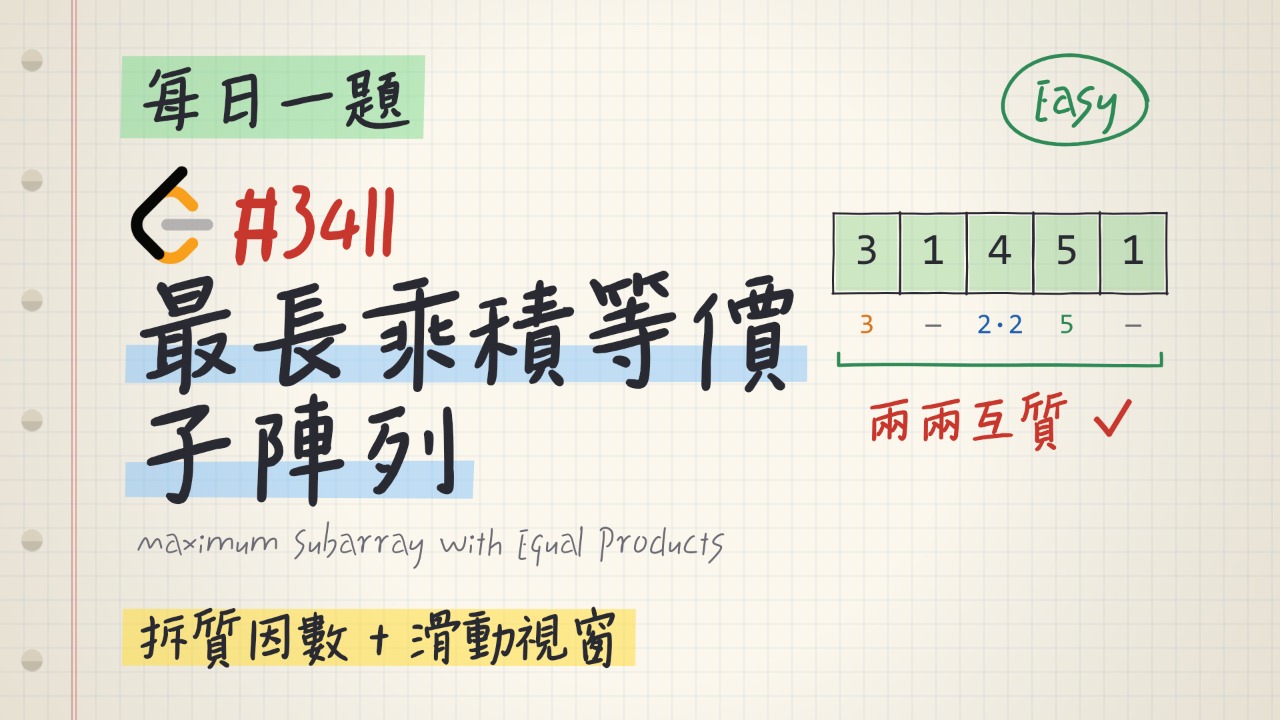 每日一題
Easy
#3411
最長乘積等價
子陣列
maximum Subarray with Equal Products
拆質因數 + 滑動視窗
3 1 4 5 1
3 – 2·2 5 –
兩兩互質 ✓